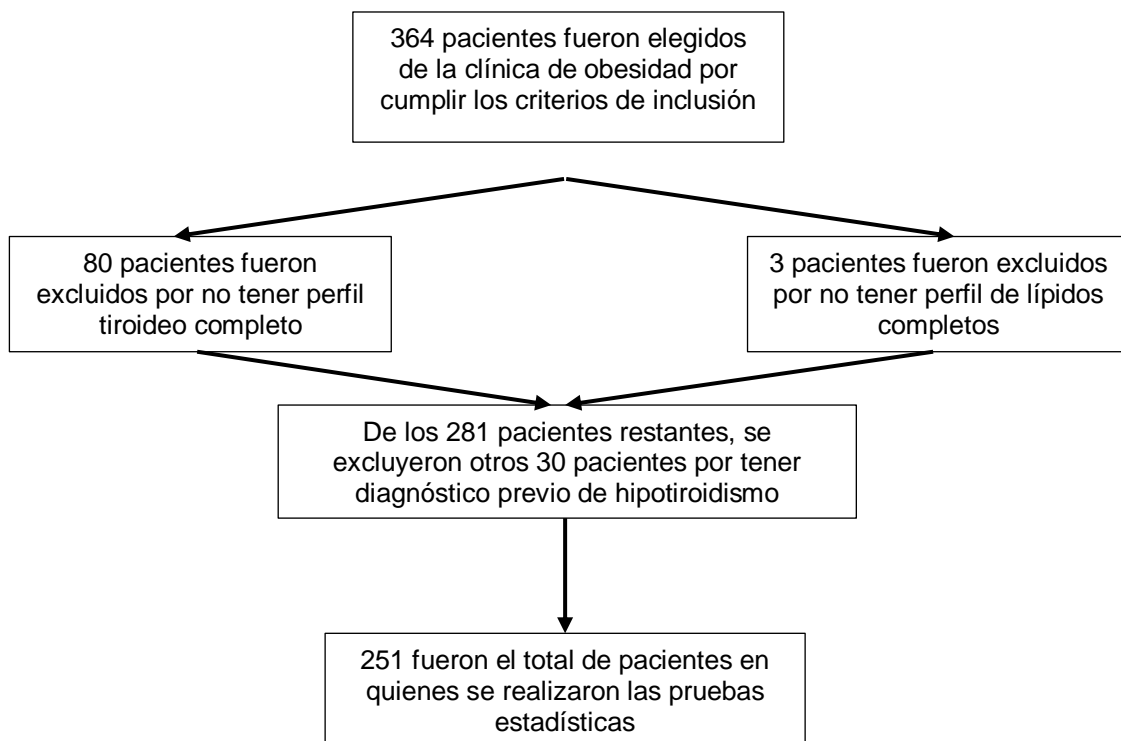 364 pacientes fueron elegidos
de la clínica de obesidad por
cumplir los criterios de inclusión
80 pacientes fueron
excluidos por no tener perfil
tiroideo completo
3 pacientes fueron excluidos
por no tener perfil de lípidos
completos
De los 281 pacientes restantes, se
excluyeron otros 30 pacientes por tener
diagnóstico previo de hipotiroidismo
251 fueron el total de pacientes en
quienes se realizaron las pruebas
estadísticas